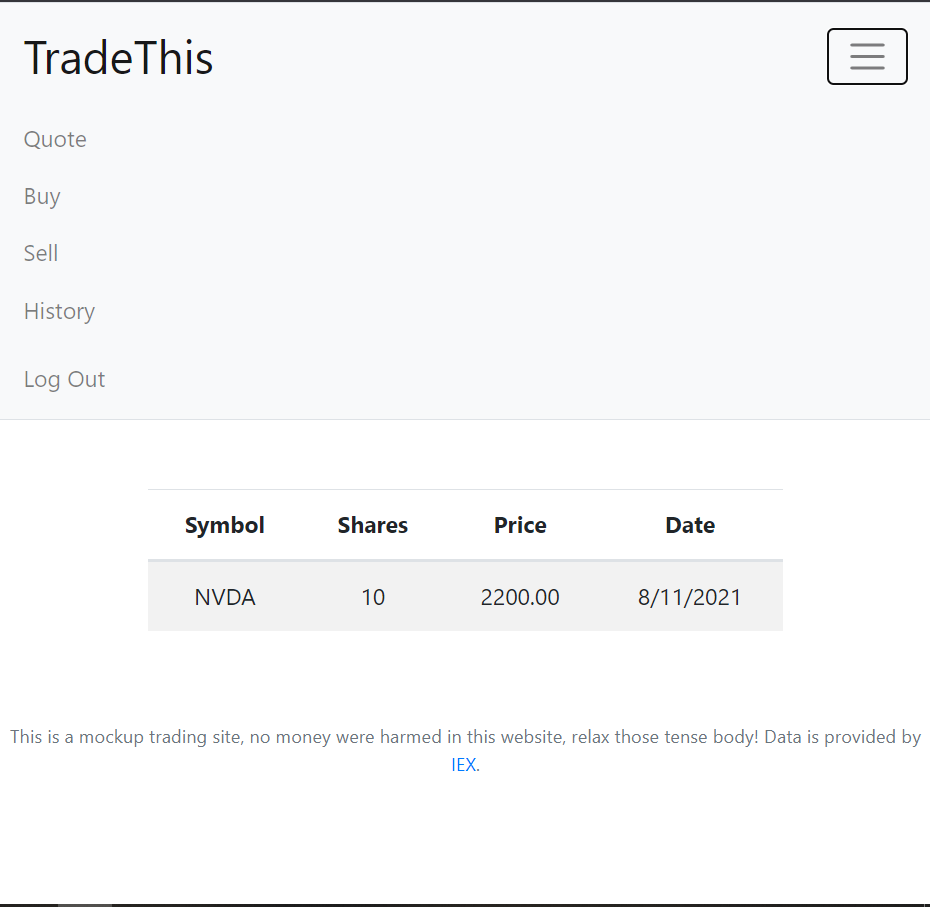 TradeThis
Quote
Buy
Sell
History
Log Out
Symbol Shares Price Date
NVDA 10 2200.00 8/11/2021
This is a mockup trading site, no money were harmed in this website, relax those tense body! Data is provided by
IEX.